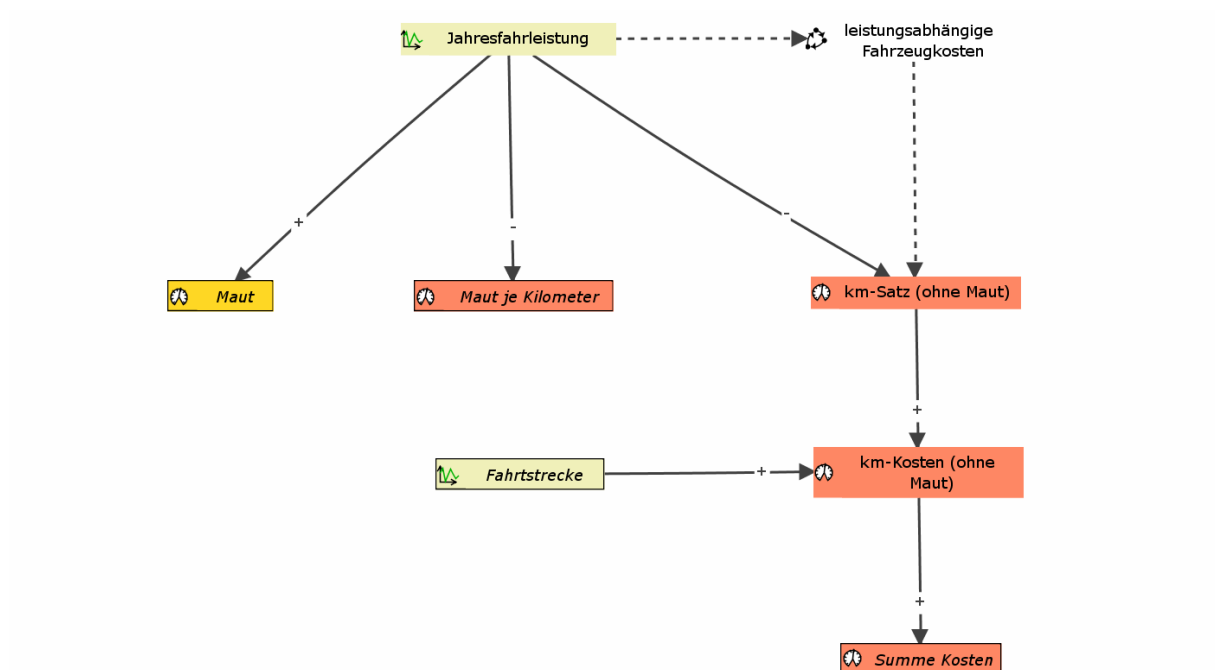 Jahresfahrleistung
leistungsabhängige
Fahrzeugkosten
+
-
-
Maut
Maut je Kilometer
km-Satz (ohne Maut)
+
Fahrtstrecke
+
km-Kosten (ohne
Maut)
+
Summe Kosten